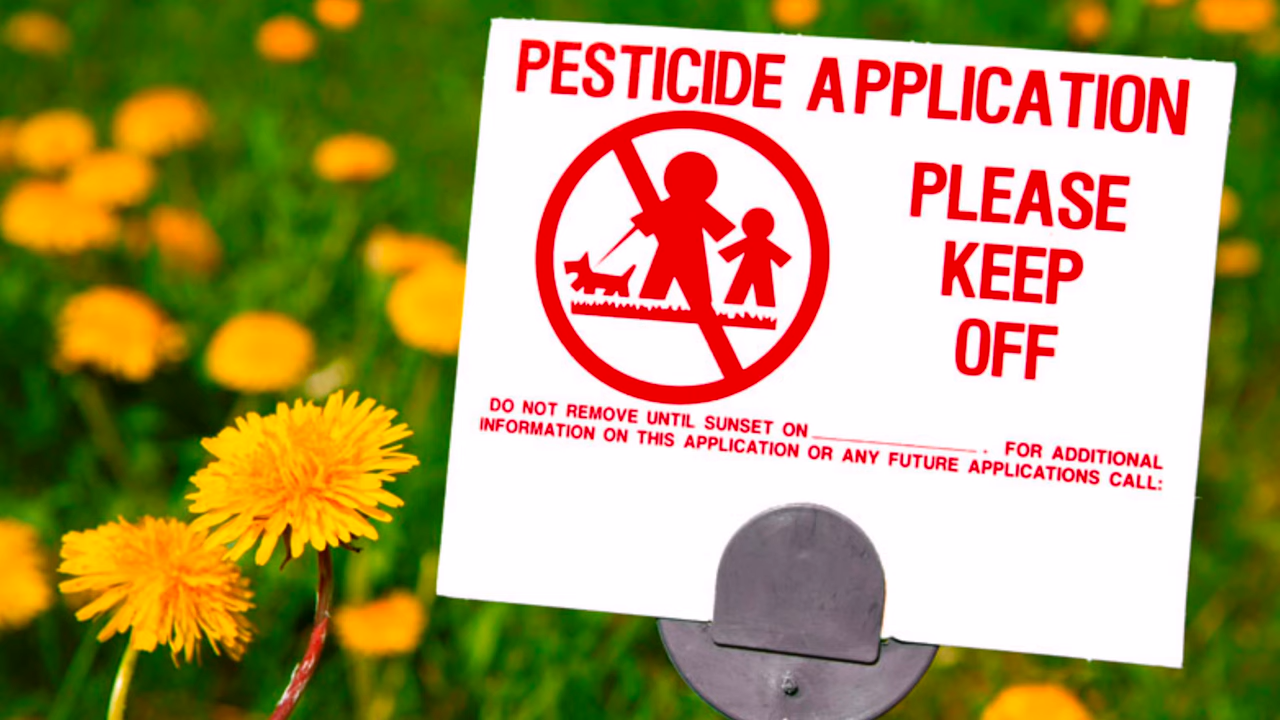 PESTICIDE APPLICATION
PLEASE
KEEP
OFF
DO NOT REMOVE UNTIL SUNSET ON ____________. FOR ADDITIONAL
INFORMATION ON THIS APPLICATION OR ANY FUTURE APPLICATIONS CALL: